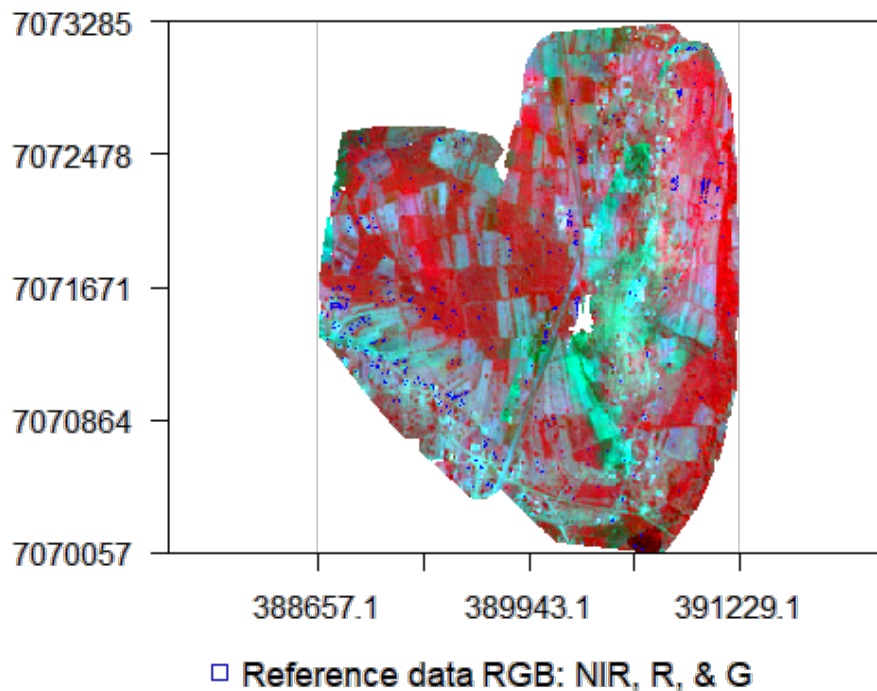 7073285
7072478
7071671
7070864
7070057
388657.1 389943.1 391229.1
Reference data RGB: NIR, R, & G